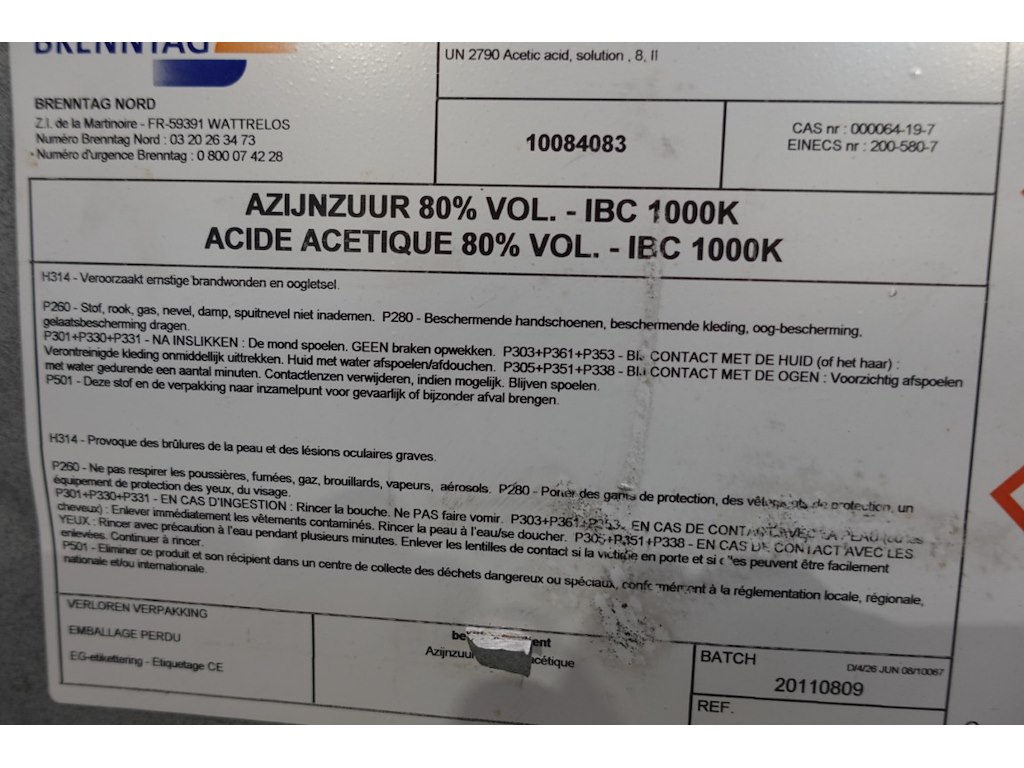 BRENNTAG
UN 2790 Acetic acid, solution , 8, II
BRENNTAG NORD
Z.I. de la Martinoire - FR-59391 WATTRELOS
Numéro Brenntag Nord : 03 20 26 34 73
Numéro d'urgence Brenntag : 0 800 07 42 28
10084083
CAS nr : 000064-19-7
EINECS nr : 200-580-7
AZIJNZUUR 80% VOL. - IBC 1000K
ACIDE ACETIQUE 80% VOL. - IBC 1000K
H314 - Veroorzaakt ernstige brandwonden en oogletsel.
P260 - Stof, rook, gas, nevel, damp, spuitnevel niet inademen. P280 - Beschermende handschoenen, beschermende kleding, oog-bescherming,
gelaatsbescherming dragen.
P301+P330+P331 - NA INSLIKKEN : De mond spoelen. GEEN braken opwekken. P303+P361+P353 - BIJ CONTACT MET DE HUID (of het haar) :
Verontreinigde kleding onmiddellijk uittrekken. Huid met water afspoelen/afdouchen. P305+P351+P338 - BIJ CONTACT MET DE OGEN : Voorzichtig afspoelen
met water gedurende een aantal minuten. Contactlenzen verwijderen, indien mogelijk. Blijven spoelen.
P501 - Deze stof en de verpakking naar inzamelpunt voor gevaarlijk of bijzonder afval brengen.
H314 - Provoque des brûlures de la peau et des lésions oculaires graves.
P260 - Ne pas respirer les poussières, fumées, gaz, brouillards, vapeurs, aérosols. P280 - Porter des gants de protection, des vêtements de protection, un
équipement de protection des yeux, du visage.
P301+P330+P331 - EN CAS D'INGESTION : Rincer la bouche. Ne PAS faire vomir. P303+P361+P353 - EN CAS DE CONTACT AVEC LA PEAU (ou les
cheveux) : Enlever immédiatement les vêtements contaminés. Rincer la peau à l'eau/se doucher. P305+P351+P338 - EN CAS DE CONTACT AVEC LES
YEUX : Rincer avec précaution à l'eau pendant plusieurs minutes. Enlever les lentilles de contact si la victime en porte et si elles peuvent être facilement
enlevées. Continuer à rincer.
P501 - Eliminer ce produit et son récipient dans un centre de collecte des déchets dangereux ou spéciaux, conformément à la réglementation locale, régionale,
nationale et/ou internationale.
VERLOREN VERPAKKING
EMBALLAGE PERDU
EG-etikettering - Etiquetage CE
Azijnzuur acétique
BATCH
D/4/26 JUN 08/10067
20110809
REF.